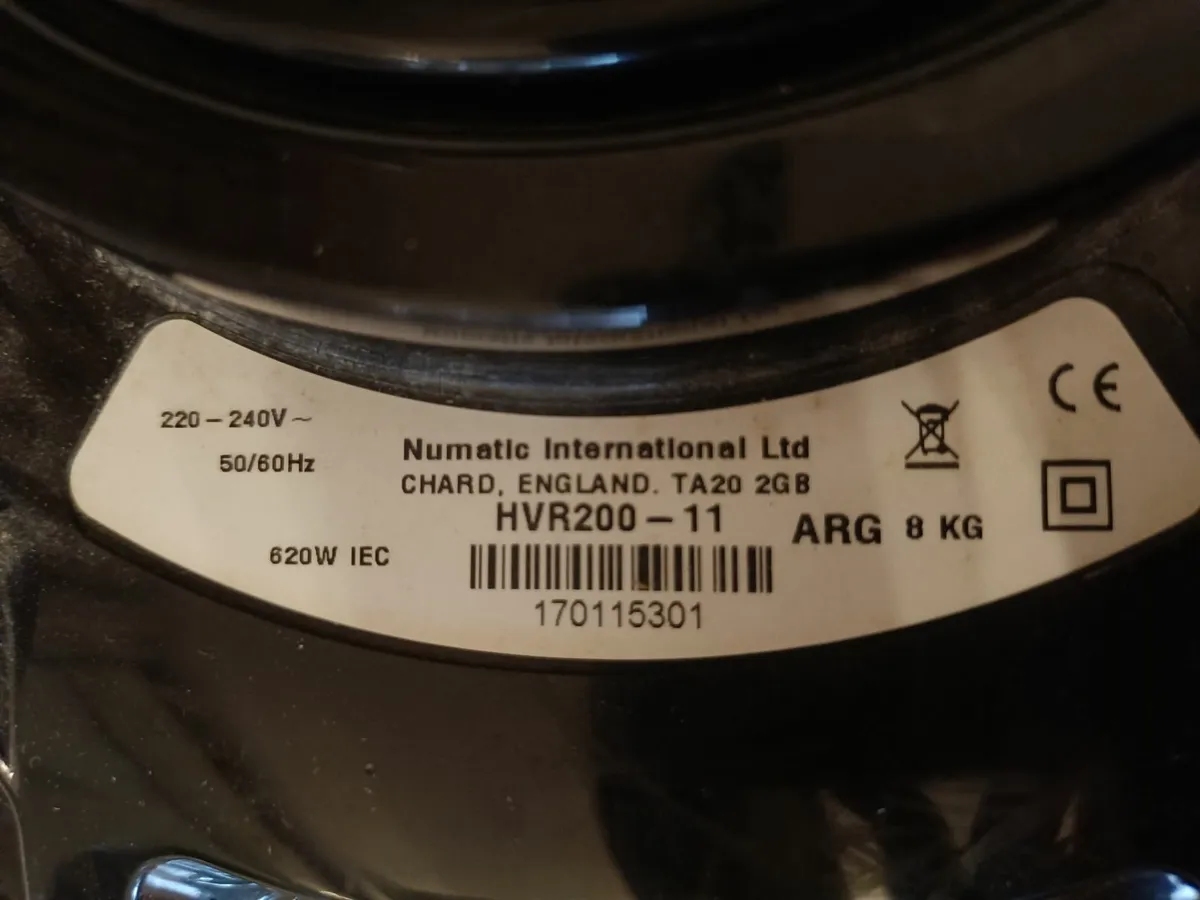 220 – 240V ~
50/60Hz
620W IEC
Numatic International Ltd
CHARD, ENGLAND. TA20 2GB
HVR200 – 11
ARG 8 KG
170115301
CE